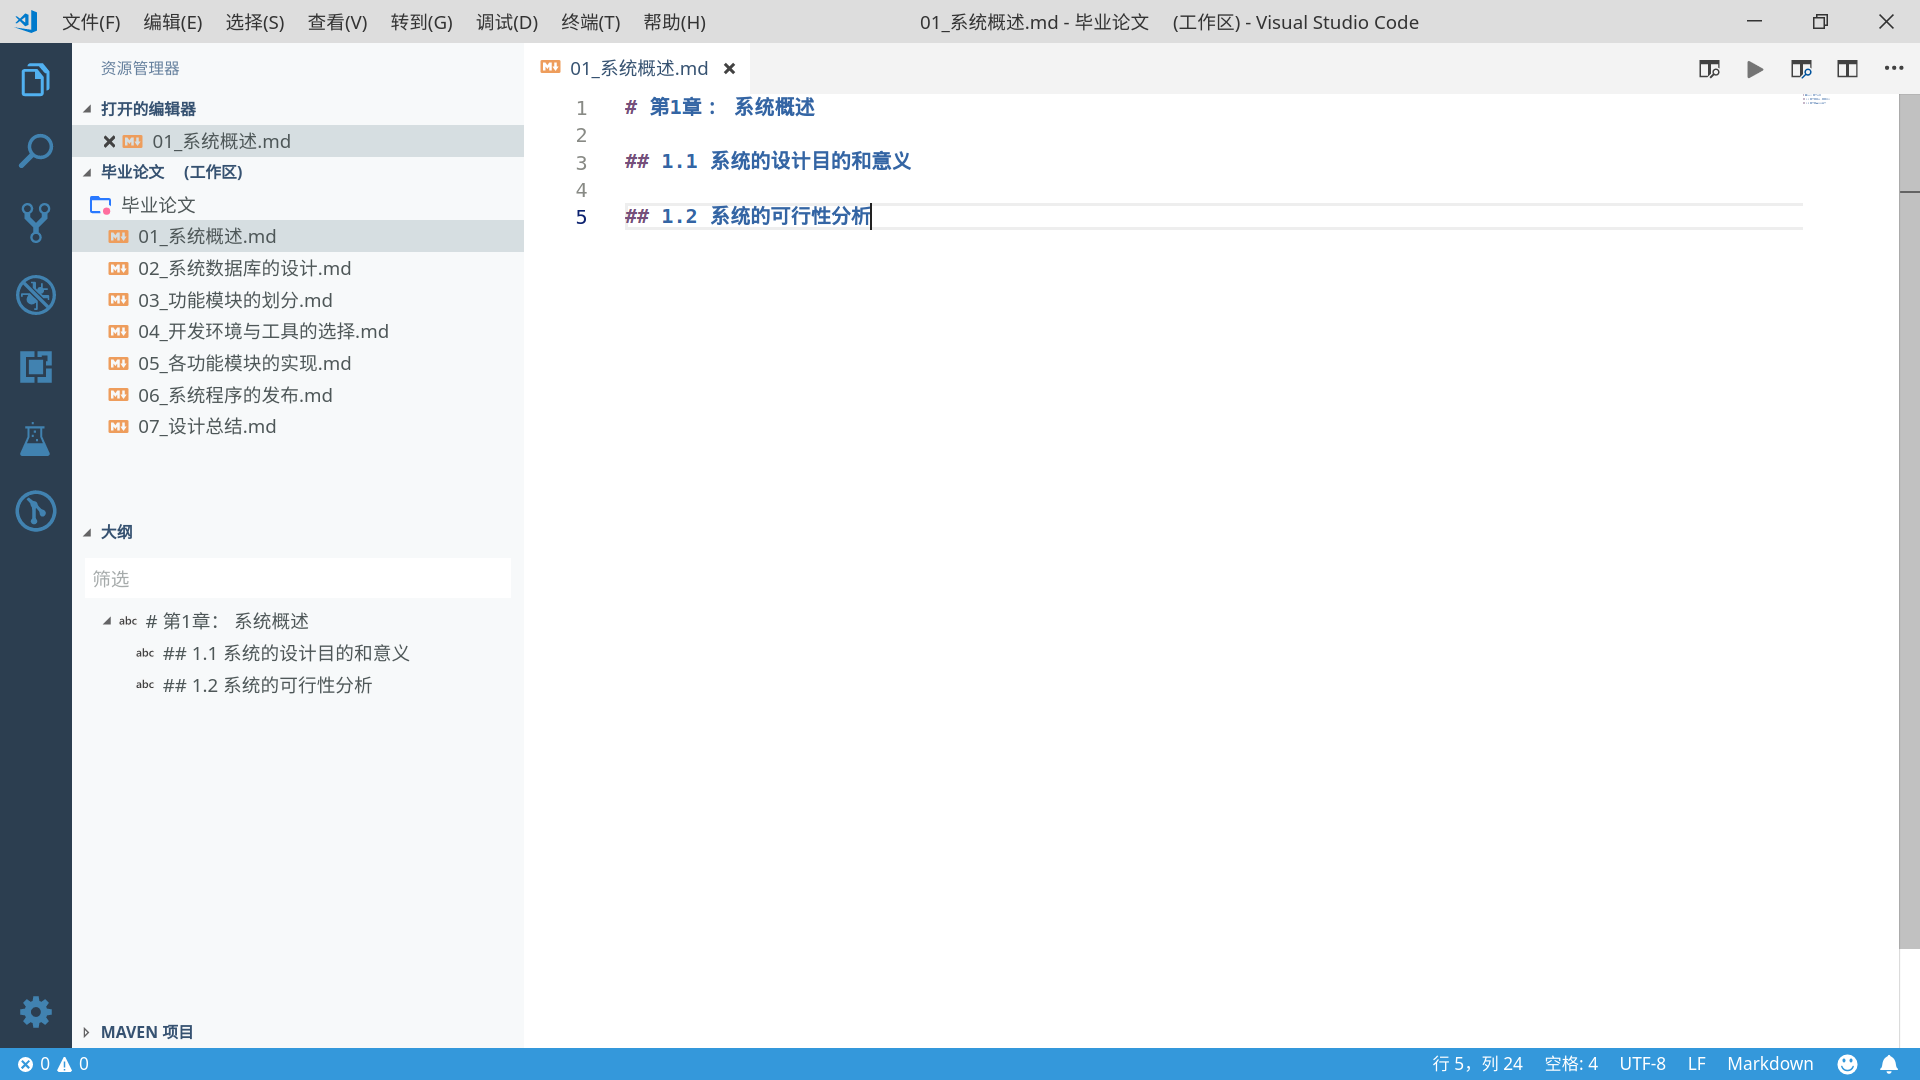 文件(F) 编辑(E) 选择(S) 查看(V) 转到(G) 调试(D) 终端(T) 帮助(H) 01_系统概述.md - 毕业论文 (工作区) - Visual Studio Code
资源管理器
打开的编辑器
01_系统概述.md
毕业论文 (工作区)
毕业论文
01_系统概述.md
02_系统数据库的设计.md
03_功能模块的划分.md
04_开发环境与工具的选择.md
05_各功能模块的实现.md
06_系统程序的发布.md
07_设计总结.md
大纲
筛选
abc # 第1章： 系统概述
abc ## 1.1 系统的设计目的和意义
abc ## 1.2 系统的可行性分析
MAVEN 项目
01_系统概述.md
1 # 第1章： 系统概述
2
3 ## 1.1 系统的设计目的和意义
4
5 ## 1.2 系统的可行性分析
0 0 行 5，列 24 空格: 4 UTF-8 LF Markdown